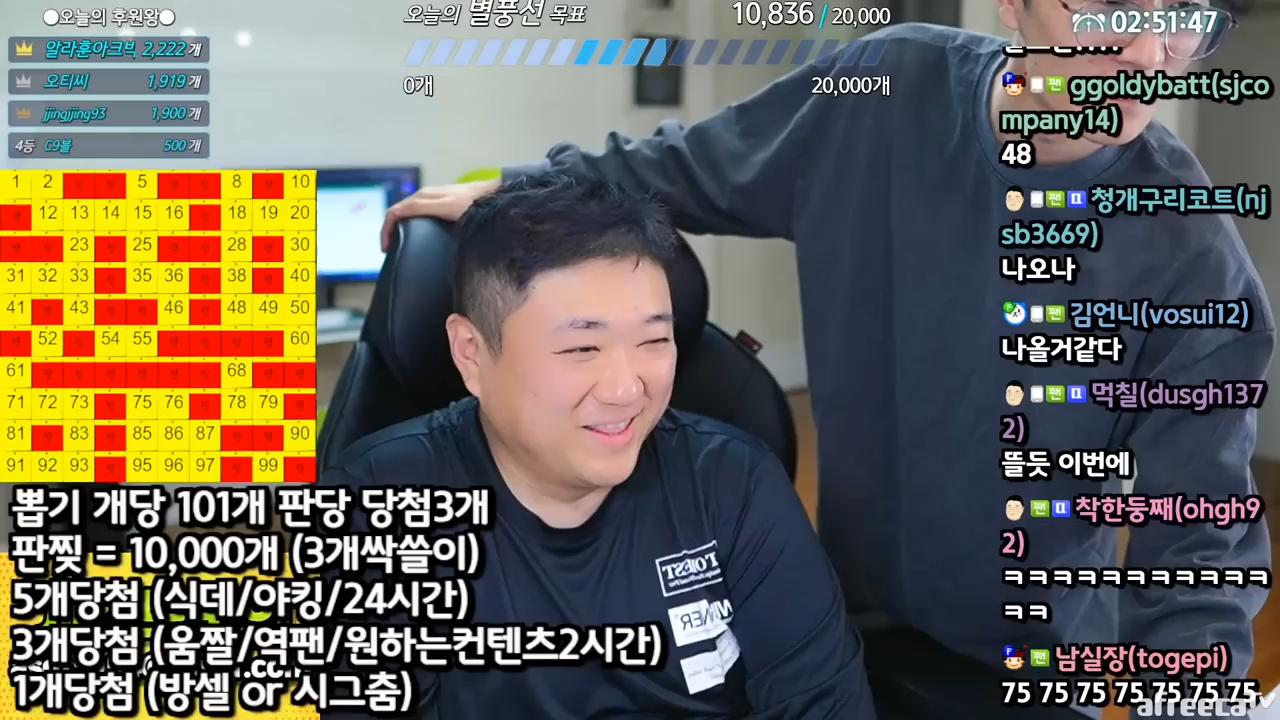 ●오늘의 후원왕●
알라훈아크빅 2,222개
오티씨 1,919개
jjingjjing93 1,900개
4등 C9볼 500개
오늘의 별풍선 목표
10,836 / 20,000
0개 20,000개
02:51:47
1 2 5 8 10
12 13 14 15 16 18 19 20
23 25 28 30
31 32 33 35 36 38 40
41 43 46 48 49 50
52 54 55 60
61 68
71 72 73 75 76 78 79
81 83 85 86 87 90
91 92 93 95 96 97 99
뽑기 개당 101개 판당 당첨3개
판찢 = 10,000개 (3개싹쓸이)
5개당첨 (식데/야킹/24시간)
3개당첨 (움짤/역팬/원하는컨텐츠2시간)
1개당첨 (방셀 or 시그춤)
ggoldybatt(sjco
mpany14)
48
청개구리코트(nj
sb3669)
나오나
김언니(vosui12)
나올거같다
먹칠(dusgh137
2)
뜰듯 이번에
착한둥째(ohgh9
2)
ㅋㅋㅋㅋㅋㅋㅋㅋㅋㅋㅋ
ㅋㅋ
남실장(togepi)
75 75 75 75 75 75 75
afreecaTV